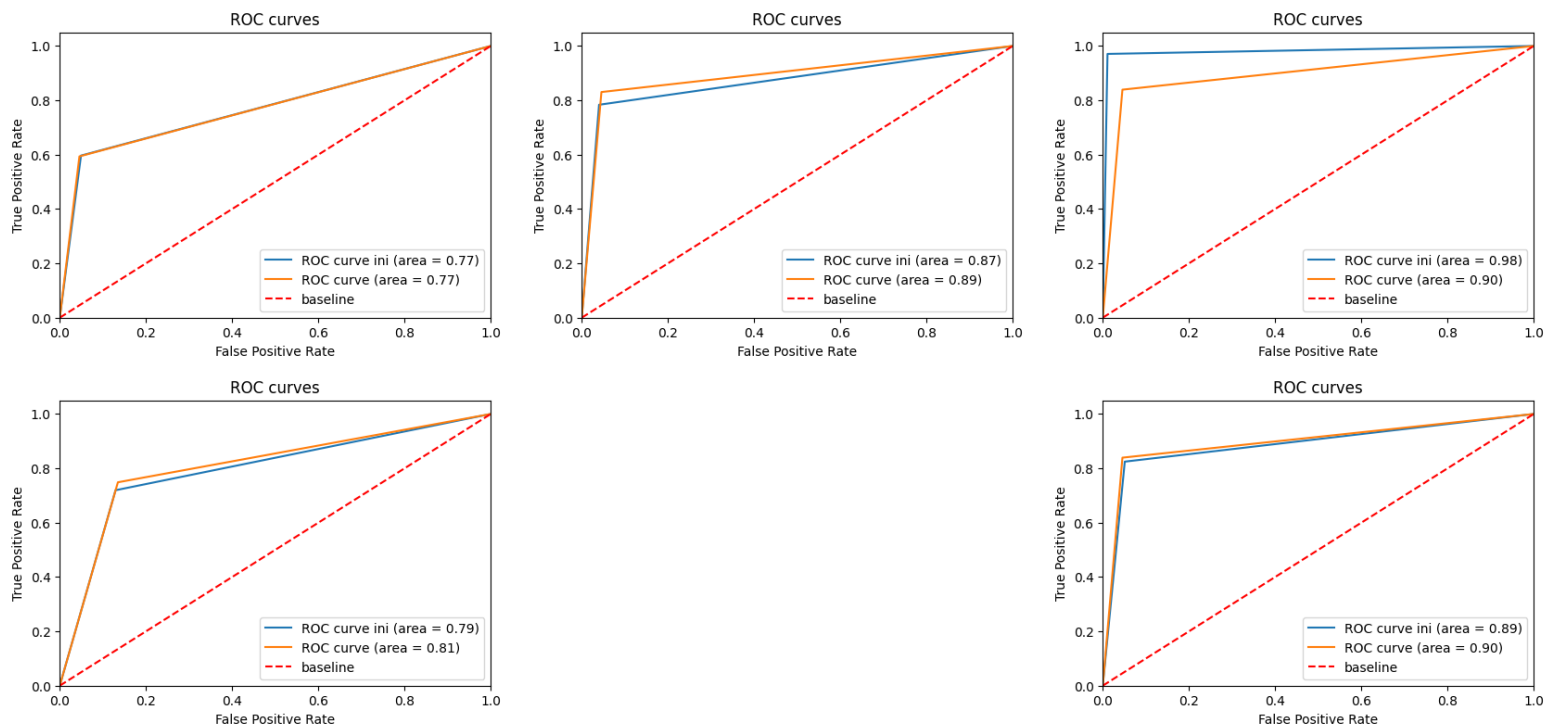 ROC curves
1.0
0.8
0.6
0.4
0.2
0.0
True Positive Rate
ROC curve ini (area = 0.77)
ROC curve (area = 0.77)
baseline
0.0 0.2 0.4 0.6 0.8 1.0
False Positive Rate
ROC curves
1.0
0.8
0.6
0.4
0.2
0.0
True Positive Rate
ROC curve ini (area = 0.87)
ROC curve (area = 0.89)
baseline
0.0 0.2 0.4 0.6 0.8 1.0
False Positive Rate
ROC curves
1.0
0.8
0.6
0.4
0.2
0.0
True Positive Rate
ROC curve ini (area = 0.98)
ROC curve (area = 0.90)
baseline
0.0 0.2 0.4 0.6 0.8 1.0
False Positive Rate
ROC curves
1.0
0.8
0.6
0.4
0.2
0.0
True Positive Rate
ROC curve ini (area = 0.79)
ROC curve (area = 0.81)
baseline
0.0 0.2 0.4 0.6 0.8 1.0
False Positive Rate
ROC curves
1.0
0.8
0.6
0.4
0.2
0.0
True Positive Rate
ROC curve ini (area = 0.89)
ROC curve (area = 0.90)
baseline
0.0 0.2 0.4 0.6 0.8 1.0
False Positive Rate